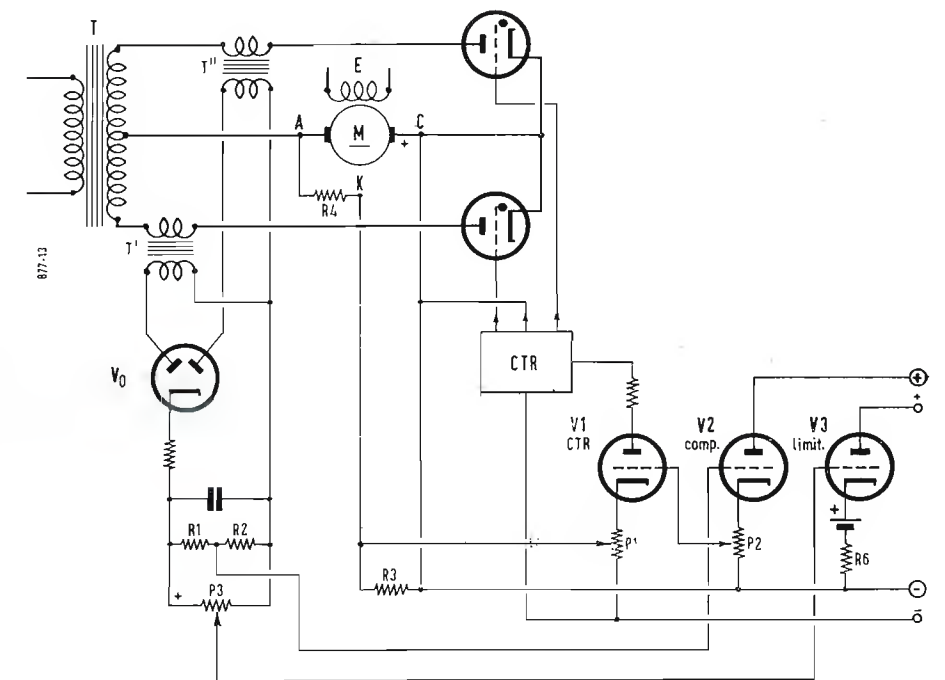 T
T"
E
A
M
C
+
K
R4
T'
877-13
V0
CTR
V1
CTR
V2
comp.
V3
limit.
+
+
+
R1
R2
P1
P2
R6
+
P3
R3
-
-